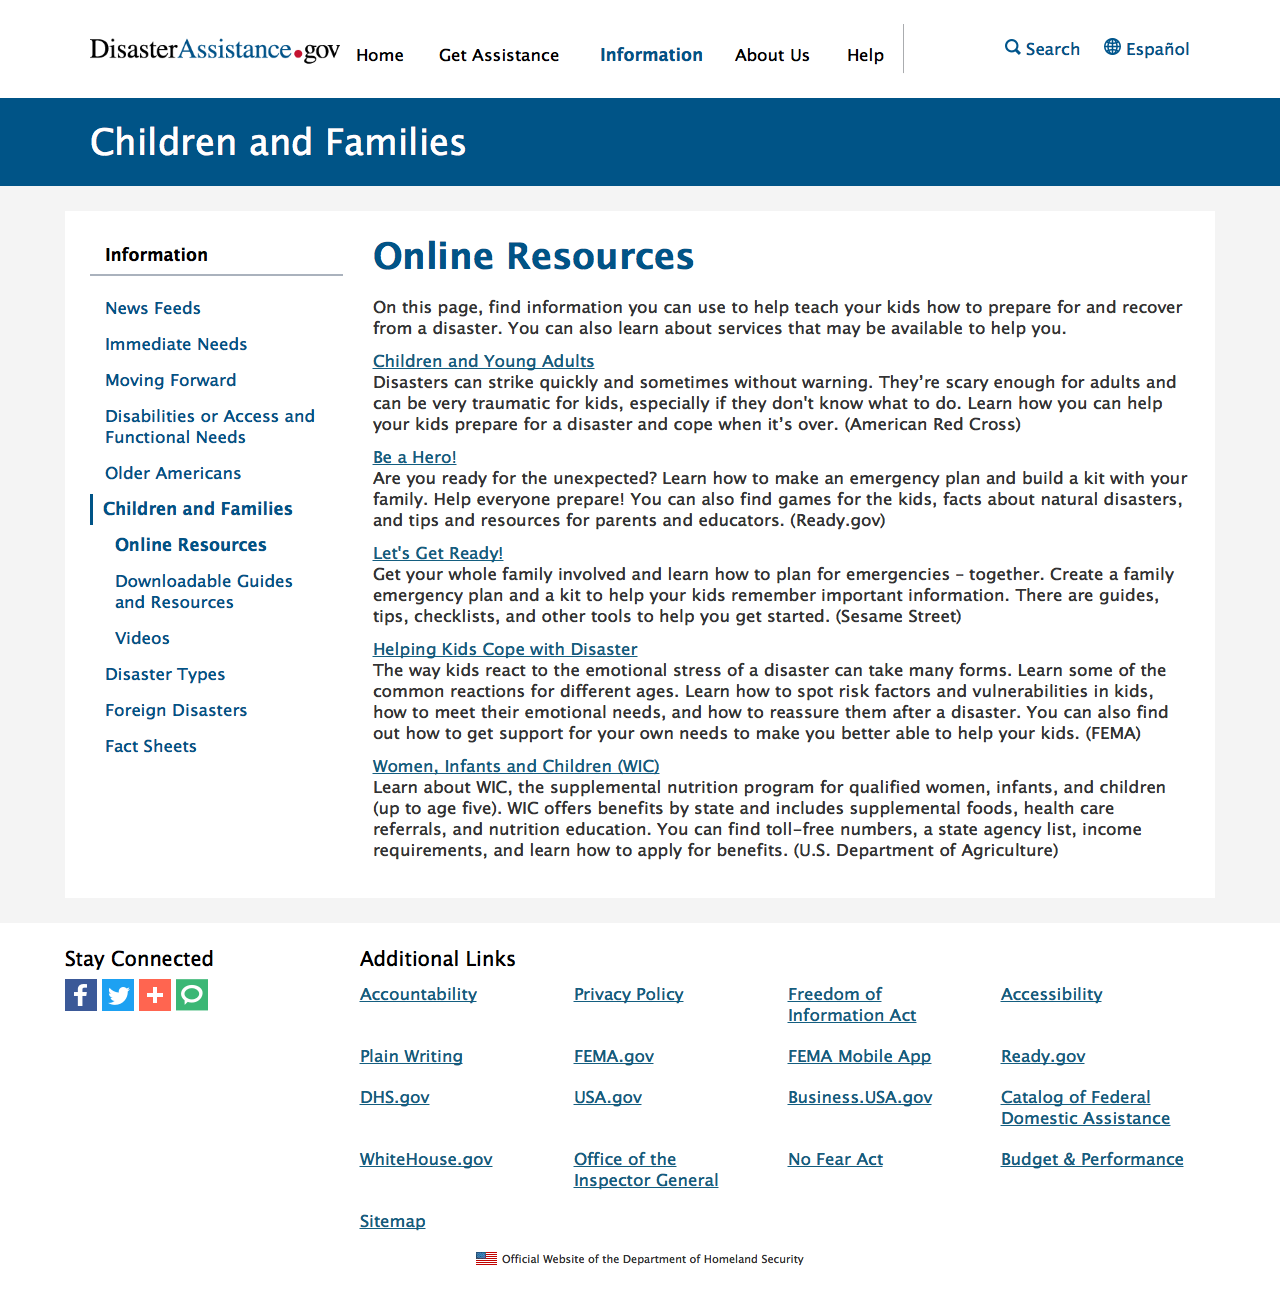 DisasterAssistance.gov
Home Get Assistance Information About Us Help
Search Español
Children and Families
Information
News Feeds
Immediate Needs
Moving Forward
Disabilities or Access and
Functional Needs
Older Americans
Children and Families
Online Resources
Downloadable Guides
and Resources
Videos
Disaster Types
Foreign Disasters
Fact Sheets
Online Resources
On this page, find information you can use to help teach your kids how to prepare for and recover
from a disaster. You can also learn about services that may be available to help you.
Children and Young Adults
Disasters can strike quickly and sometimes without warning. They’re scary enough for adults and
can be very traumatic for kids, especially if they don't know what to do. Learn how you can help
your kids prepare for a disaster and cope when it’s over. (American Red Cross)
Be a Hero!
Are you ready for the unexpected? Learn how to make an emergency plan and build a kit with your
family. Help everyone prepare! You can also find games for the kids, facts about natural disasters,
and tips and resources for parents and educators. (Ready.gov)
Let's Get Ready!
Get your whole family involved and learn how to plan for emergencies – together. Create a family
emergency plan and a kit to help your kids remember important information. There are guides,
tips, checklists, and other tools to help you get started. (Sesame Street)
Helping Kids Cope with Disaster
The way kids react to the emotional stress of a disaster can take many forms. Learn some of the
common reactions for different ages. Learn how to spot risk factors and vulnerabilities in kids,
how to meet their emotional needs, and how to reassure them after a disaster. You can also find
out how to get support for your own needs to make you better able to help your kids. (FEMA)
Women, Infants and Children (WIC)
Learn about WIC, the supplemental nutrition program for qualified women, infants, and children
(up to age five). WIC offers benefits by state and includes supplemental foods, health care
referrals, and nutrition education. You can find toll-free numbers, a state agency list, income
requirements, and learn how to apply for benefits. (U.S. Department of Agriculture)
Stay Connected
Additional Links
Accountability Privacy Policy Freedom of Accessibility
Information Act
Plain Writing FEMA.gov FEMA Mobile App Ready.gov
DHS.gov USA.gov Business.USA.gov Catalog of Federal
Domestic Assistance
WhiteHouse.gov Office of the No Fear Act Budget & Performance
Inspector General
Sitemap
Official Website of the Department of Homeland Security